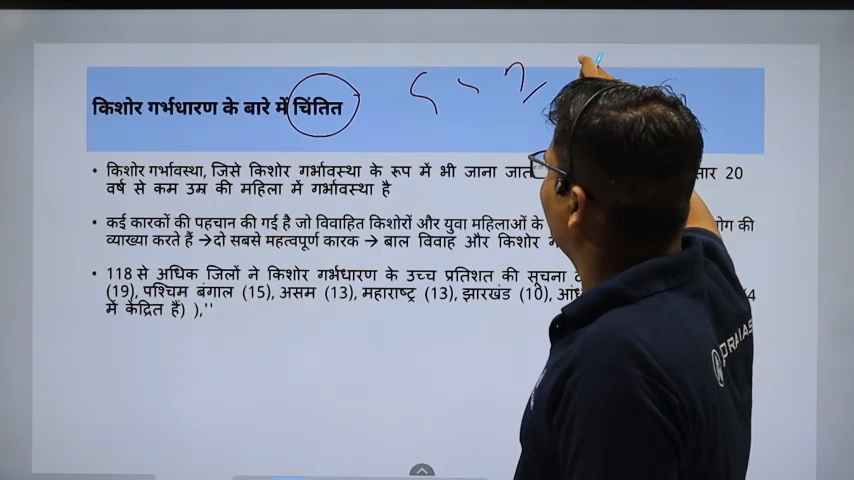 किशोर गर्भधारण के बारे में चिंतित
• किशोर गर्भावस्था, जिसे किशोर गर्भावस्था के रूप में भी जाना सार 20
वर्ष से कम उम्र की महिला में गर्भावस्था है
• कई कारकों की पहचान की गई है जो विवाहित किशोरों और युवा महिलाओं के की
व्याख्या करते हैं →दो सबसे महत्वपूर्ण कारक → बाल विवाह और किशोर
• 118 से अधिक जिलों ने किशोर गर्भधारण के उच्च प्रतिशत की सूचना
(19), पश्चिम बंगाल (15), असम (13), महाराष्ट्र (13), झारखंड (10),
में केंद्रित हैं) ),''
PRAYAS